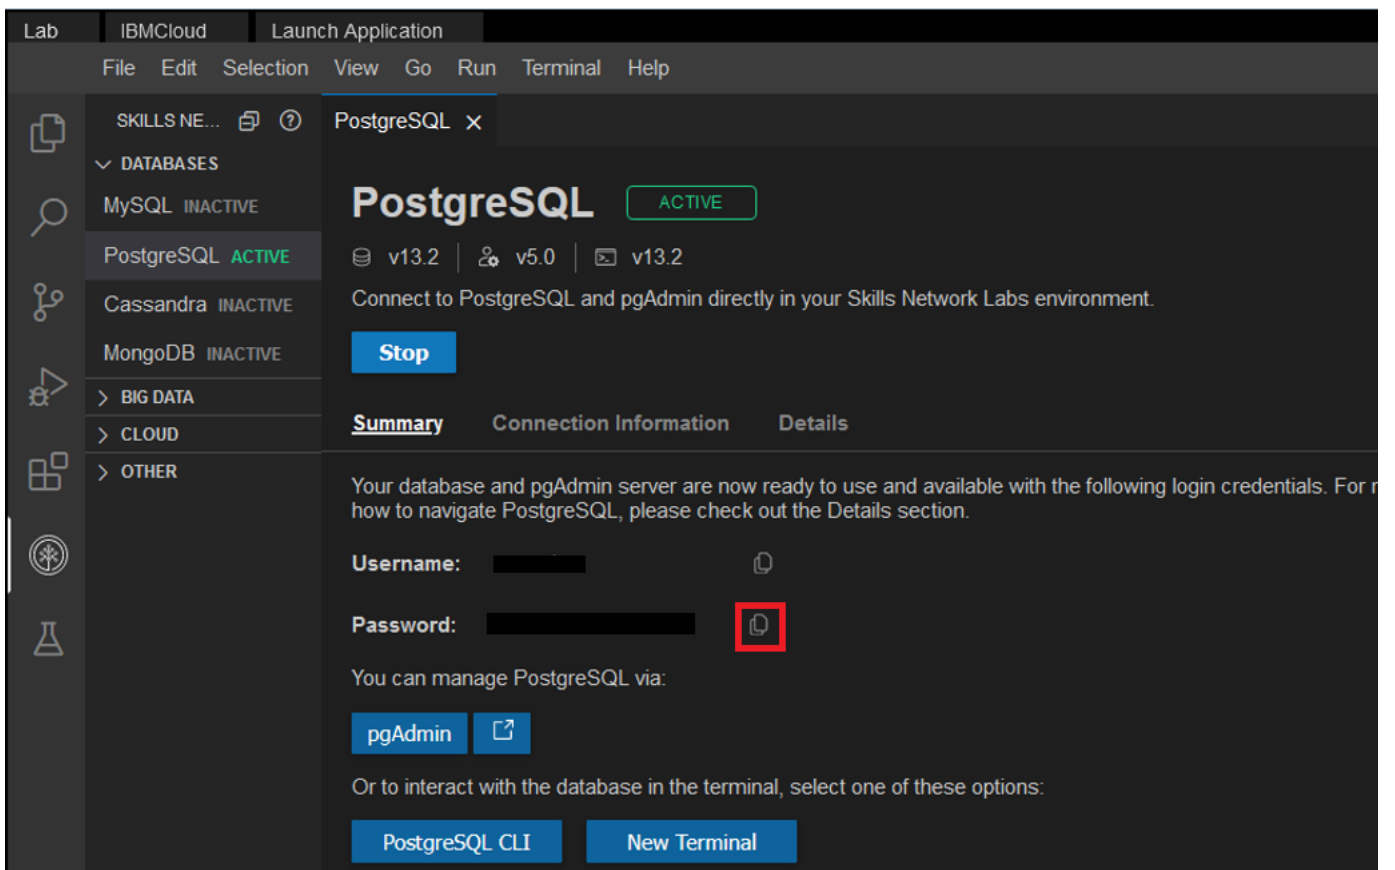 Lab IBMCloud Launch Application
File Edit Selection View Go Run Terminal Help
SKILLS NE...
PostgreSQL
DATABASES
MySQL INACTIVE
PostgreSQL ACTIVE
Cassandra INACTIVE
MongoDB INACTIVE
BIG DATA
CLOUD
OTHER
PostgreSQL ACTIVE
v13.2 v5.0 v13.2
Connect to PostgreSQL and pgAdmin directly in your Skills Network Labs environment.
Stop
Summary Connection Information Details
Your database and pgAdmin server are now ready to use and available with the following login credentials. For
how to navigate PostgreSQL, please check out the Details section.
Username:
Password:
You can manage PostgreSQL via:
pgAdmin
Or to interact with the database in the terminal, select one of these options:
PostgreSQL CLI New Terminal